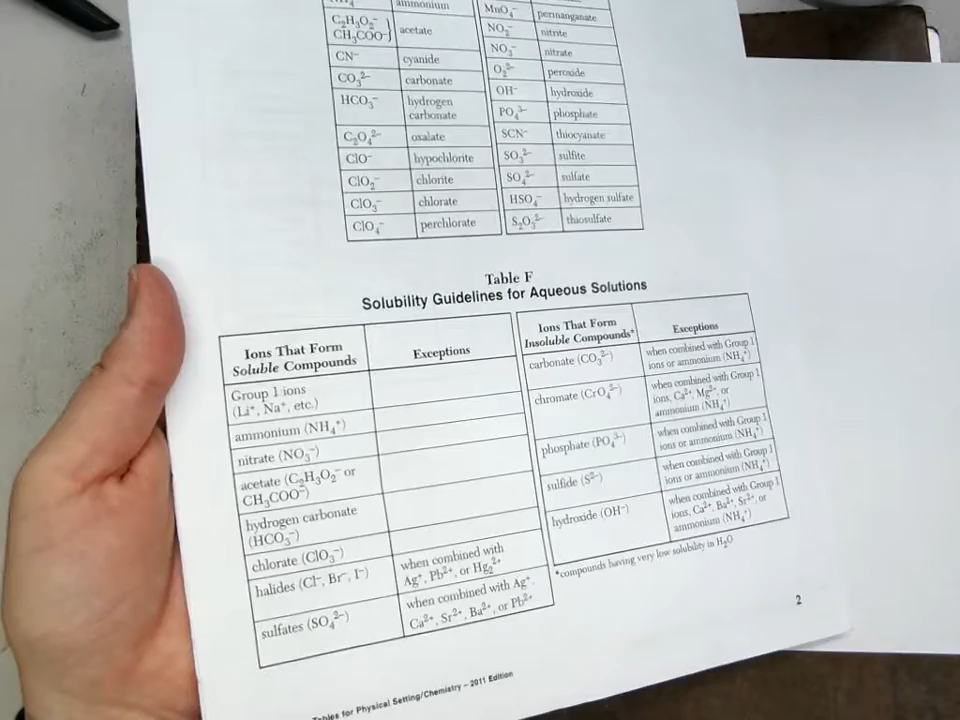 ammonium
C₂H₃O₂⁻
CH₃COO⁻} acetate
CN⁻ cyanide
CO₃²⁻ carbonate
HCO₃⁻ hydrogen
carbonate
C₂O₄²⁻ oxalate
ClO⁻ hypochlorite
ClO₂⁻ chlorite
ClO₃⁻ chlorate
ClO₄⁻ perchlorate
MnO₄⁻ permanganate
NO₂⁻ nitrite
NO₃⁻ nitrate
O₂²⁻ peroxide
OH⁻ hydroxide
PO₄³⁻ phosphate
SCN⁻ thiocyanate
SO₃²⁻ sulfite
SO₄²⁻ sulfate
HSO₄⁻ hydrogen sulfate
S₂O₃²⁻ thiosulfate
Table F
Solubility Guidelines for Aqueous Solutions
Ions That Form
Soluble Compounds
Exceptions
Group 1 ions
(Li⁺, Na⁺, etc.)
ammonium (NH₄⁺)
nitrate (NO₃⁻)
acetate (C₂H₃O₂⁻ or
CH₃COO⁻)
hydrogen carbonate
(HCO₃⁻)
chlorate (ClO₃⁻)
halides (Cl⁻, Br⁻, I⁻)
when combined with
Ag⁺, Pb²⁺, or Hg₂²⁺
sulfates (SO₄²⁻)
when combined with Ag⁺,
Ca²⁺, Sr²⁺, Ba²⁺, or Pb²⁺
Ions That Form
Insoluble Compounds*
Exceptions
carbonate (CO₃²⁻)
when combined with Group 1
ions or ammonium (NH₄⁺)
chromate (CrO₄²⁻)
when combined with Group 1
ions, Ca²⁺, Mg²⁺, or
ammonium (NH₄⁺)
phosphate (PO₄³⁻)
when combined with Group 1
ions or ammonium (NH₄⁺)
sulfide (S²⁻)
when combined with Group 1
ions or ammonium (NH₄⁺)
hydroxide (OH⁻)
when combined with Group 1
ions, Ca²⁺, Ba²⁺, Sr²⁺, or
ammonium (NH₄⁺)
*compounds having very low solubility in H₂O
2
for Physical Setting/Chemistry – 2011 Edition